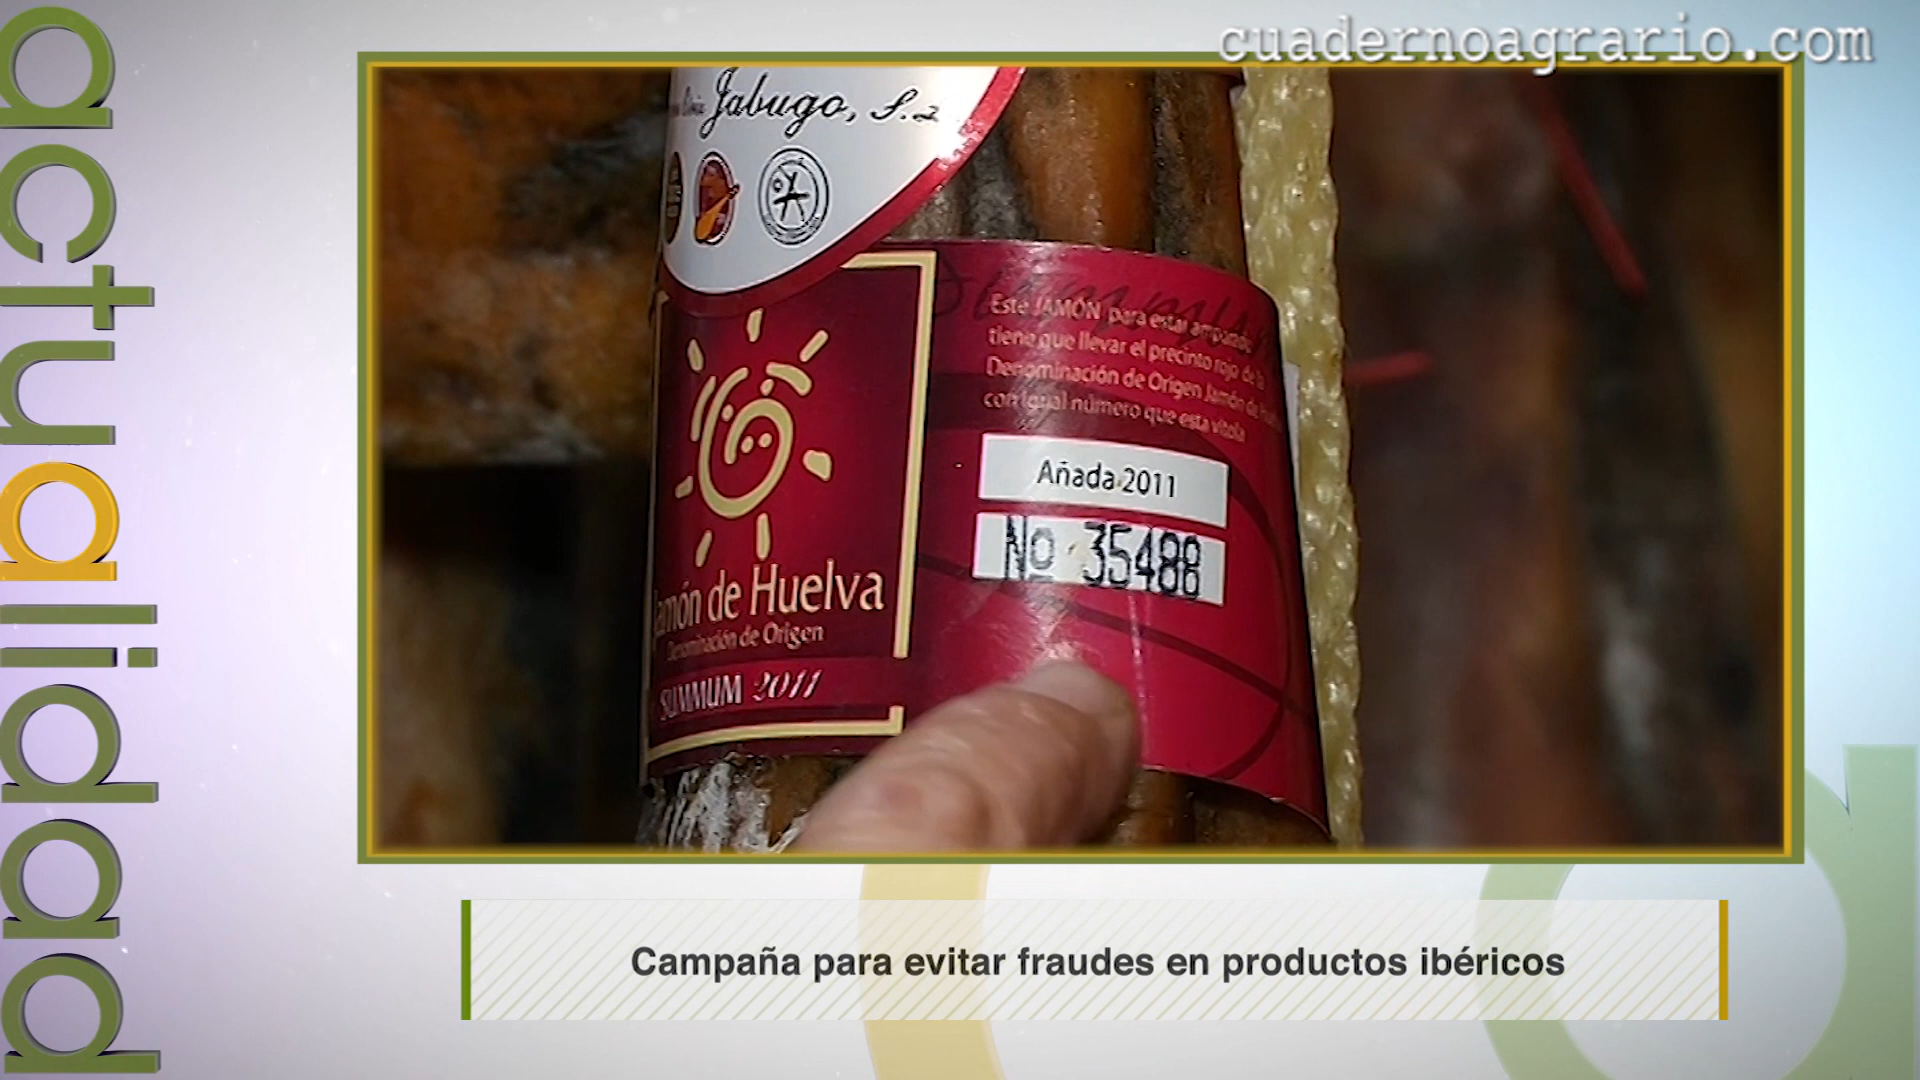 cuadernoagrario.com
actualidad
Jabugo, S.a
Este JAMÓN para estar amparado
tiene que llevar el precinto rojo de la
Denominación de Origen Jamón de Huelva
con igual número que esta vitola
Añada 2011
Nº 35488
Jamón de Huelva
Denominación de Origen
SUMMUM 2011
Campaña para evitar fraudes en productos ibéricos